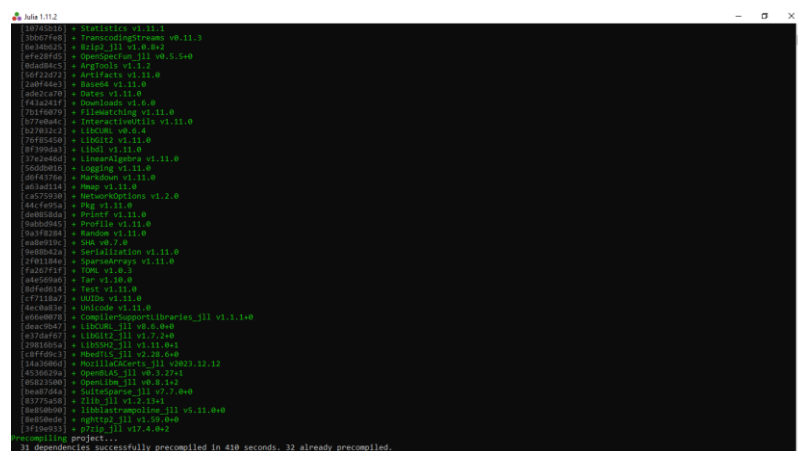 Julia 1.11.2
[10745b16] + Statistics v1.11.1
[3bb67fe8] + TranscodingStreams v0.11.3
[6e34b625] + Bzip2_jll v1.0.8+2
[efe28fd5] + OpenSpecFun_jll v0.5.5+0
[0dad84c5] + ArgTools v1.1.2
[56f22d72] + Artifacts v1.11.0
[2a0f44e3] + Base64 v1.11.0
[ade2ca70] + Dates v1.11.0
[f43a241f] + Downloads v1.6.0
[7b1f6079] + FileWatching v1.11.0
[b77e0a4c] + InteractiveUtils v1.11.0
[b27032c2] + LibCURL v0.6.4
[76f85450] + LibGit2 v1.11.0
[8f399da3] + Libdl v1.11.0
[37e2e46d] + LinearAlgebra v1.11.0
[56ddb016] + Logging v1.11.0
[d6f4376e] + Markdown v1.11.0
[a63ad114] + Mmap v1.11.0
[ca575930] + NetworkOptions v1.2.0
[44cfe95a] + Pkg v1.11.0
[de0858da] + Printf v1.11.0
[9abbd945] + Profile v1.11.0
[9a3f8284] + Random v1.11.0
[ea8e919c] + SHA v0.7.0
[9e88b42a] + Serialization v1.11.0
[2f01184e] + SparseArrays v1.11.0
[fa267f1f] + TOML v1.0.3
[a4e569a6] + Tar v1.10.0
[8dfed614] + Test v1.11.0
[cf7118a7] + UUIDs v1.11.0
[4ec0a83e] + Unicode v1.11.0
[e66e0078] + CompilerSupportLibraries_jll v1.1.1+0
[deac9b47] + LibCURL_jll v8.6.0+0
[e37daf67] + LibGit2_jll v1.7.2+0
[29816b5a] + LibSSH2_jll v1.11.0+1
[c8ffd9c3] + MbedTLS_jll v2.28.6+0
[14a3606d] + MozillaCACerts_jll v2023.12.12
[4536629a] + OpenBLAS_jll v0.3.27+1
[05823500] + OpenLibm_jll v0.8.1+2
[bea87d4a] + SuiteSparse_jll v7.7.0+0
[83775a58] + Zlib_jll v1.2.13+1
[8e850b90] + libblastrampoline_jll v5.11.0+0
[8e850ede] + nghttp2_jll v1.59.0+0
[3f19e933] + p7zip_jll v17.4.0+2
Precompiling project...
31 dependencies successfully precompiled in 410 seconds. 32 already precompiled.